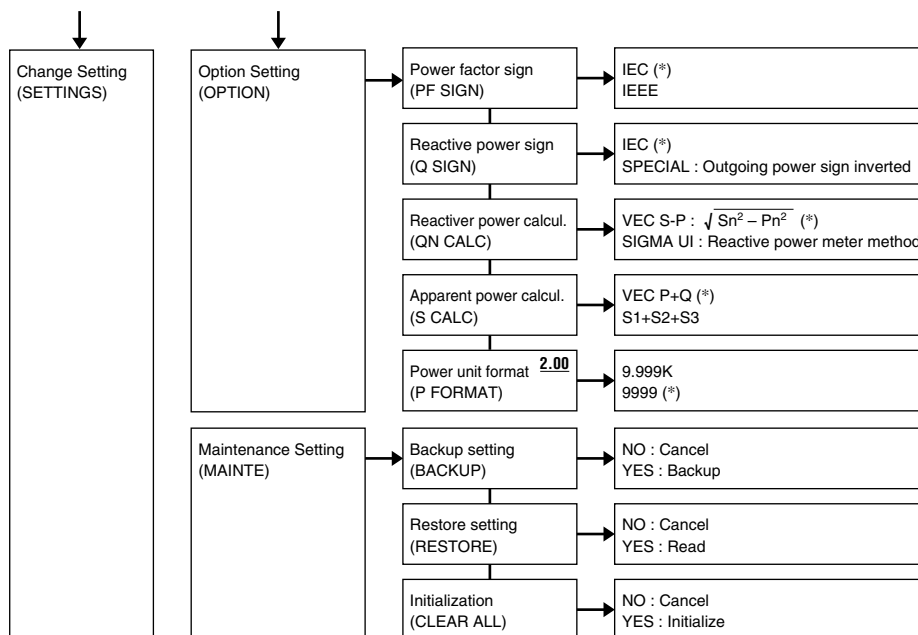 Change Setting
(SETTINGS)
Option Setting
(OPTION)
Power factor sign
(PF SIGN)
IEC (*)
IEEE
Reactive power sign
(Q SIGN)
IEC (*)
SPECIAL : Outgoing power sign inverted
Reactiver power calcul.
(QN CALC)
VEC S-P : √Sn² – Pn² (*)
SIGMA UI : Reactive power meter method
Apparent power calcul.
(S CALC)
VEC P+Q (*)
S1+S2+S3
Power unit format 2.00
(P FORMAT)
9.999K
9999 (*)
Maintenance Setting
(MAINTE)
Backup setting
(BACKUP)
NO : Cancel
YES : Backup
Restore setting
(RESTORE)
NO : Cancel
YES : Read
Initialization
(CLEAR ALL)
NO : Cancel
YES : Initialize